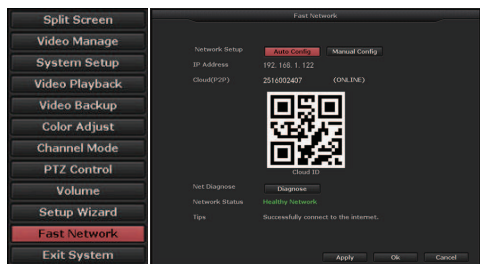 Split Screen
Video Manage
System Setup
Video Playback
Video Backup
Color Adjust
Channel Mode
PTZ Control
Volume
Setup Wizard
Fast Network
Exit System
Fast Network
Network Setup Auto Config Manual Config
IP Address 192. 168. 1. 122
Cloud(P2P) 2516002407 (ONLINE)
Cloud ID
Net Diagnose Diagnose
Network Status Healthy Network
Tips Successfully connect to the internet.
Apply Ok Cancel